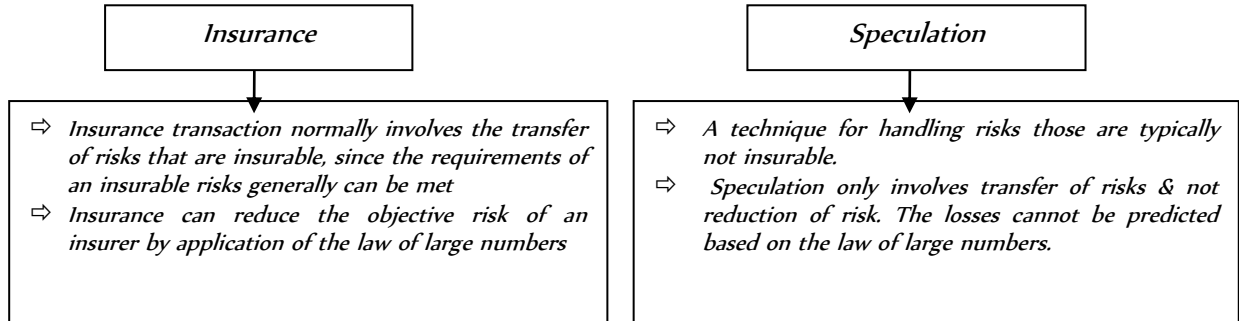 Insurance
⇨ Insurance transaction normally involves the transfer
of risks that are insurable, since the requirements of
an insurable risks generally can be met
⇨ Insurance can reduce the objective risk of an
insurer by application of the law of large numbers
Speculation
⇨ A technique for handling risks those are typically
not insurable.
⇨ Speculation only involves transfer of risks & not
reduction of risk. The losses cannot be predicted
based on the law of large numbers.